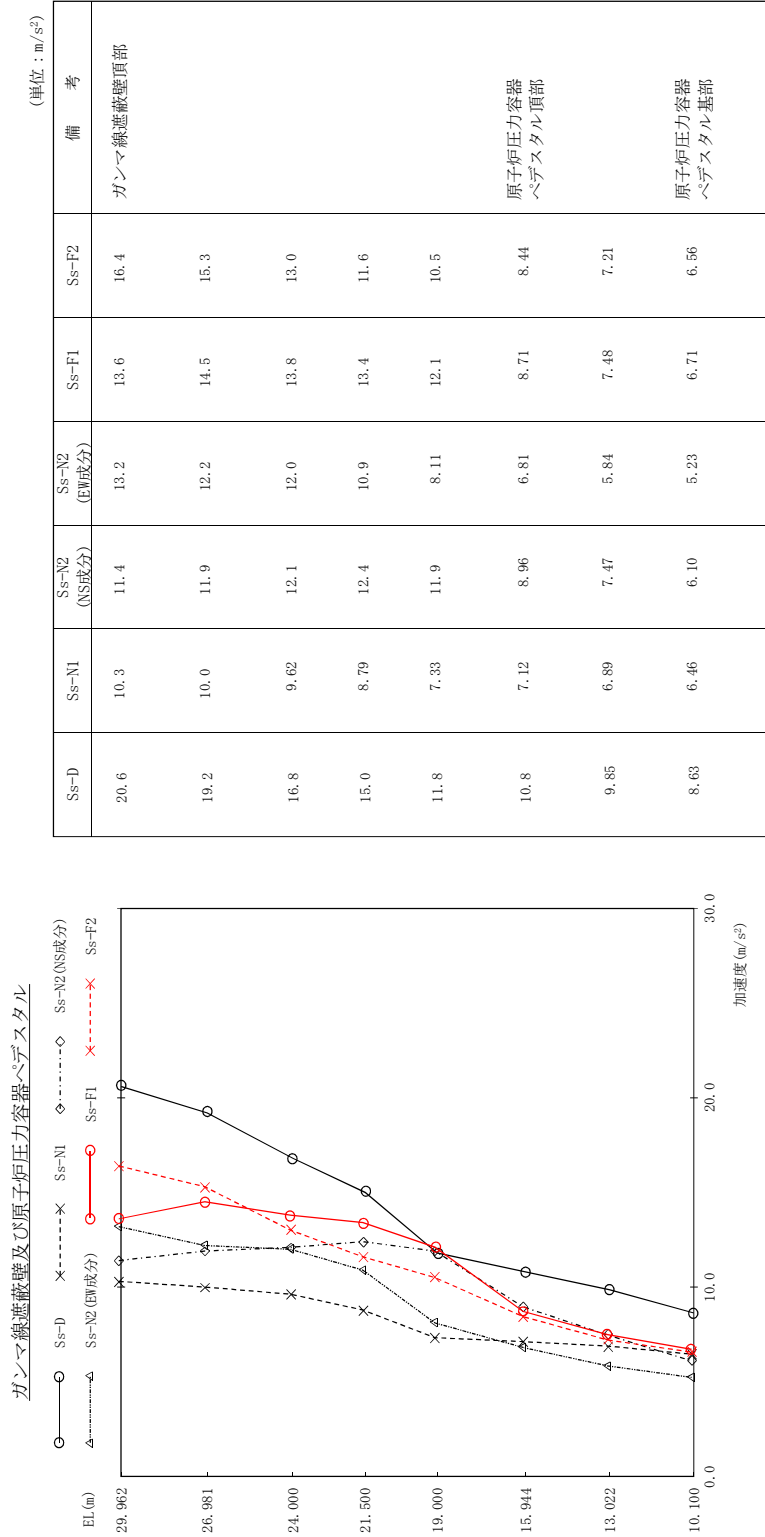 ガンマ線遮蔽壁及び原子炉圧力容器ペデスタル
Ss-D Ss-N1 Ss-N2(NS成分)
Ss-N2(EW成分) Ss-F1 Ss-F2
EL(m)
29.962
26.981
24.000
21.500
19.000
15.944
13.022
10.100
0.0 10.0 20.0 30.0
加速度(m/s²)
(単位:m/s²)
Ss-D Ss-N1 Ss-N2 (NS成分) Ss-N2 (EW成分) Ss-F1 Ss-F2 備 考
20.6 10.3 11.4 13.2 13.6 16.4 ガンマ線遮蔽壁頂部
19.2 10.0 11.9 12.2 14.5 15.3
16.8 9.62 12.1 12.0 13.8 13.0
15.0 8.79 12.4 10.9 13.4 11.6
11.8 7.33 11.9 8.11 12.1 10.5
10.8 7.12 8.96 6.81 8.71 8.44 原子炉圧力容器
ペデスタル頂部
9.85 6.89 7.47 5.84 7.48 7.21
8.63 6.46 6.10 5.23 6.71 6.56 原子炉圧力容器
ペデスタル基部